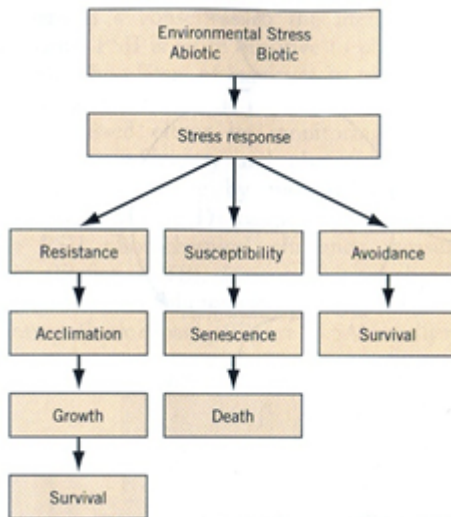 Environmental Stress
Abiotic Biotic
Stress response
Resistance Susceptibility Avoidance
Acclimation Senescence Survival
Growth Death
Survival